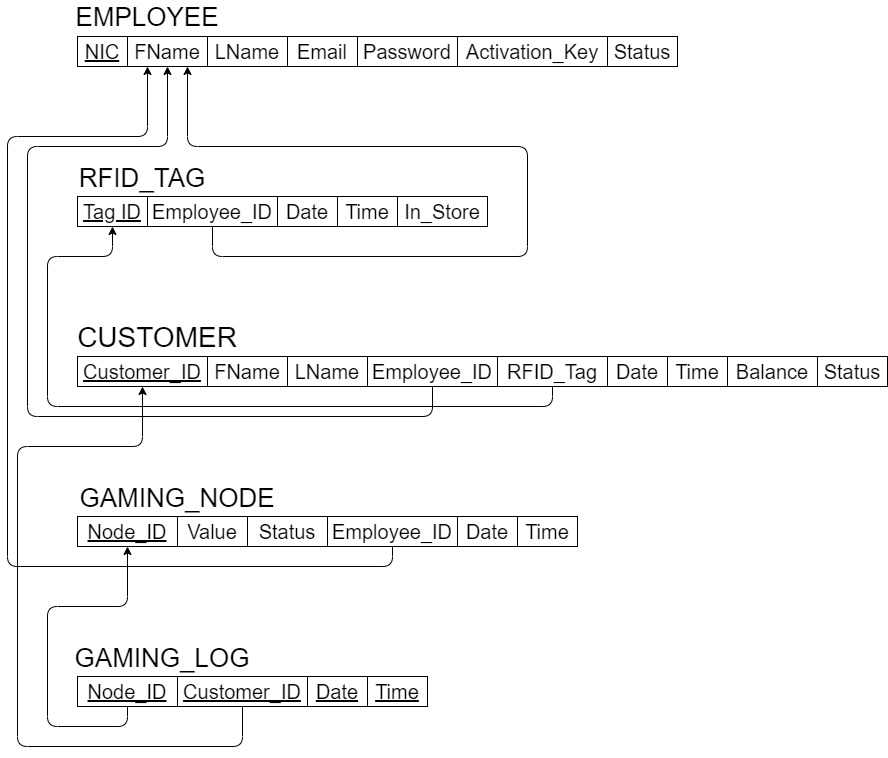 EMPLOYEE
NIC FName LName Email Password Activation_Key Status
RFID_TAG
Tag ID Employee_ID Date Time In_Store
CUSTOMER
Customer_ID FName LName Employee_ID RFID_Tag Date Time Balance Status
GAMING_NODE
Node_ID Value Status Employee_ID Date Time
GAMING_LOG
Node_ID Customer_ID Date Time